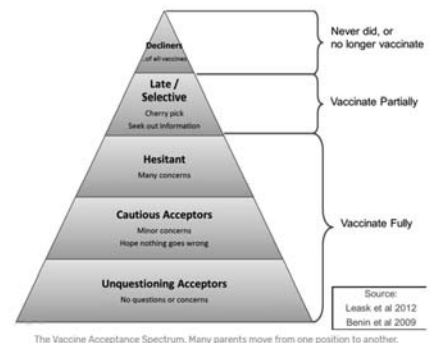 Decliners
..of all vaccines
Late /
Selective
Cherry pick
Seek out Information
Hesitant
Many concerns
Cautious Acceptors
Minor concerns
Hope nothing goes wrong
Unquestioning Acceptors
No questions or concerns
Never did, or
no longer vaccinate
Vaccinate Partially
Vaccinate Fully
Source:
Leask et al 2012
Benin et al 2009
The Vaccine Acceptance Spectrum. Many parents move from one position to another.